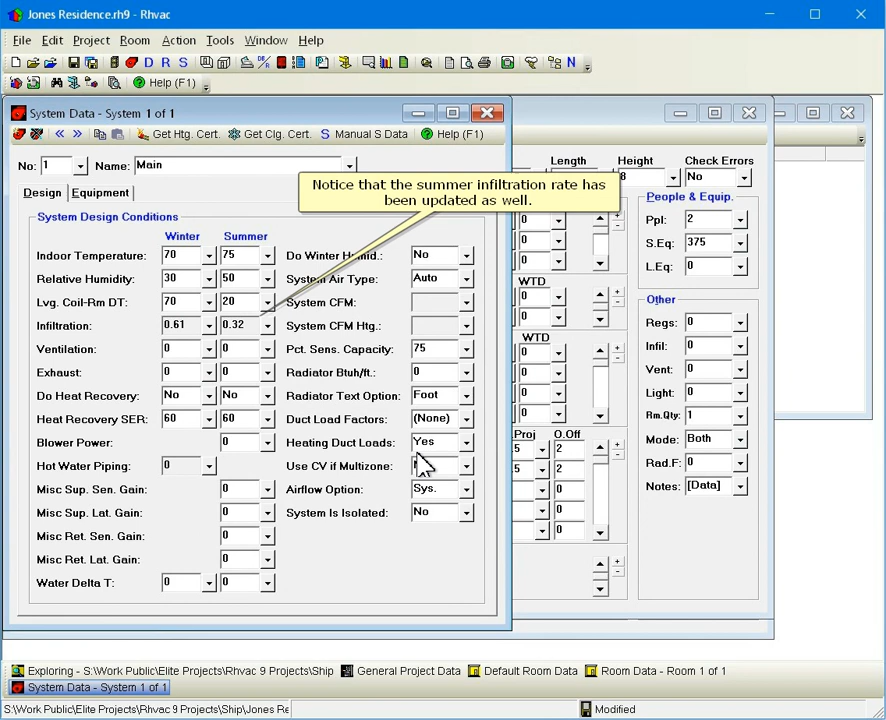 Jones Residence.rh9 - Rhvac
File Edit Project Room Action Tools Window Help
D R S N
Help (F1)
System Data - System 1 of 1
Get Htg. Cert. Get Clg. Cert. S Manual S Data Help (F1)
No: 1 Name: Main
Length Height Check Errors
8 No
Notice that the summer infiltration rate has
been updated as well.
Design Equipment
System Design Conditions
Winter Summer
Indoor Temperature: 70 75 Do Winter Humid.: No
Relative Humidity: 30 50 System Air Type: Auto
Lvg. Coil-Rm DT: 70 20 System CFM:
Infiltration: 0.61 0.32 System CFM Htg.:
Ventilation: 0 0 Pct. Sens. Capacity: 75
Exhaust: 0 0 Radiator Btuh/ft.: 0
Do Heat Recovery: No No Radiator Text Option: Foot
Heat Recovery SER: 60 60 Duct Load Factors: (None)
Blower Power: 0 Heating Duct Loads: Yes
Hot Water Piping: 0 Use CV if Multizone:
Misc Sup. Sen. Gain: 0 Airflow Option: Sys.
Misc Sup. Lat. Gain: 0 System Is Isolated: No
Misc Ret. Sen. Gain: 0
Misc Ret. Lat. Gain: 0
Water Delta T: 0 0
0
0
0
WTD
0
0
WTD
0
0
.Proj O.Off
5 2
.5 2
0
0
People & Equip.
Ppl: 2
S.Eq: 375
L.Eq: 0
Other
Regs: 0
Infil: 0
Vent: 0
Light: 0
Rm.Qty: 1
Mode: Both
Rad.F: 0
Notes: [Data]
Exploring - S:\Work Public\Elite Projects\Rhvac 9 Projects\Ship General Project Data Default Room Data Room Data - Room 1 of 1
System Data - System 1 of 1
S:\Work Public\Elite Projects\Rhvac 9 Projects\Ship\Jones Re Modified